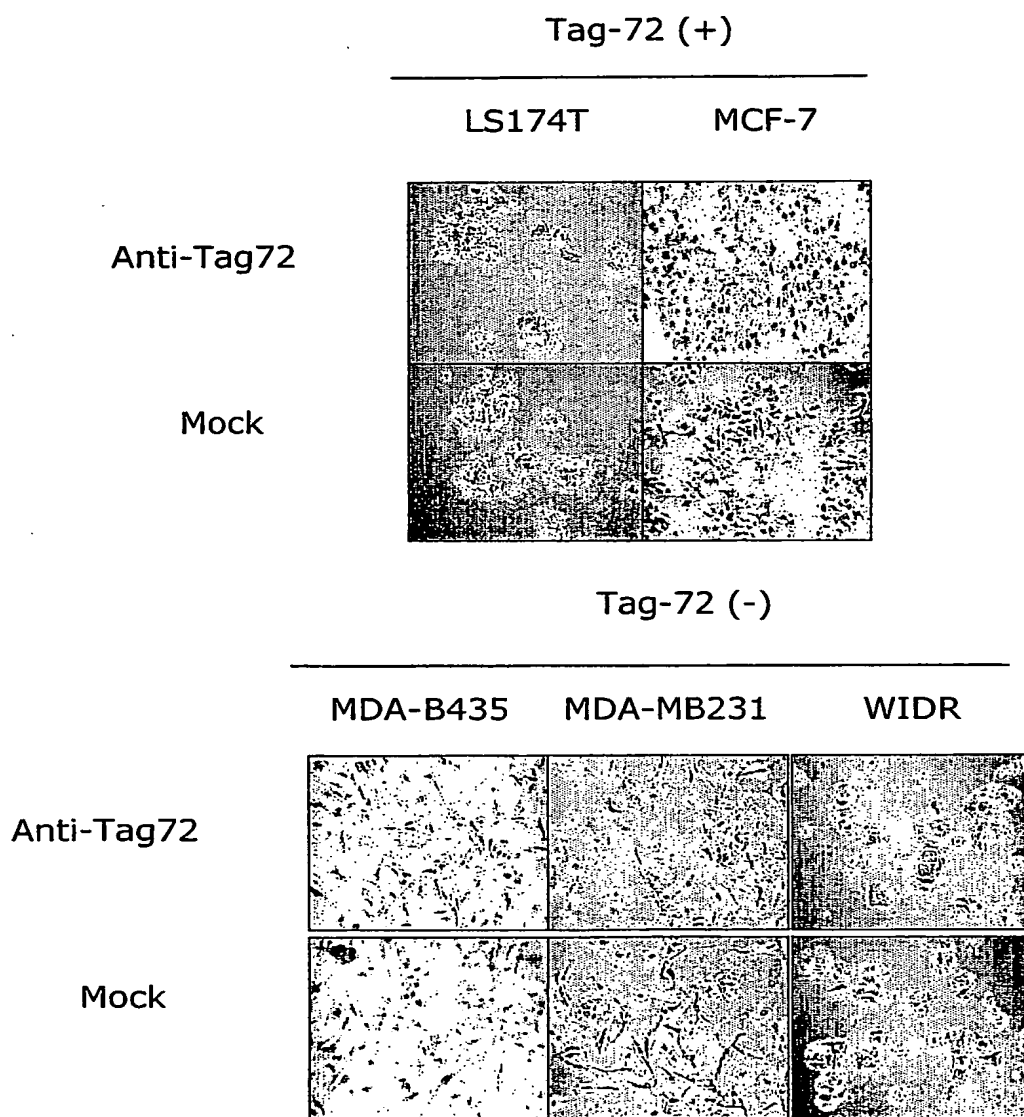 Tag-72 (+)
LS174T MCF-7
Anti-Tag72
Mock
Tag-72 (-)
MDA-B435 MDA-MB231 WIDR
Anti-Tag72
Mock